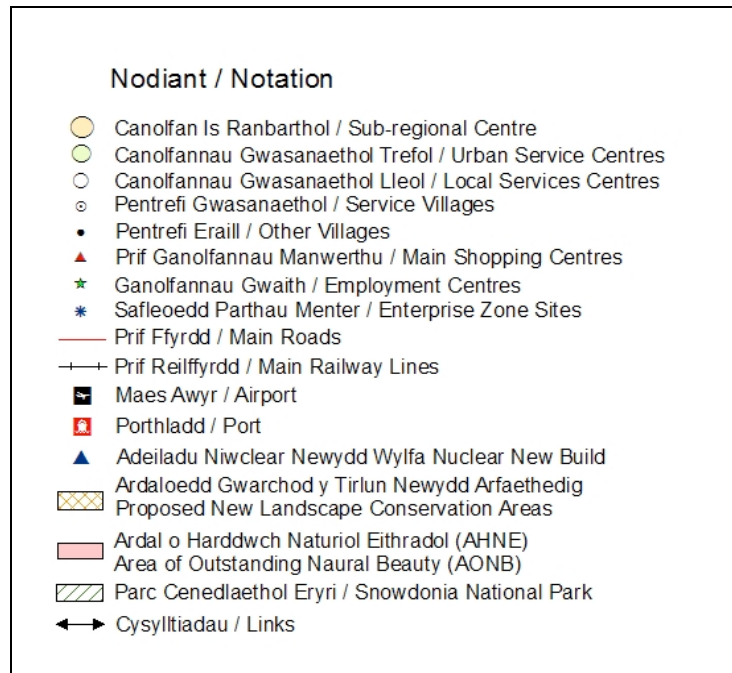 Nodiant / Notation
Canolfan Is Ranbarthol / Sub-regional Centre
Canolfannau Gwasanaethol Trefol / Urban Service Centres
Canolfannau Gwasanaethol Lleol / Local Services Centres
Pentrefi Gwasanaethol / Service Villages
Pentrefi Eraill / Other Villages
Prif Ganolfannau Manwerthu / Main Shopping Centres
Ganolfannau Gwaith / Employment Centres
Safleoedd Parthau Menter / Enterprise Zone Sites
Prif Ffyrdd / Main Roads
Prif Reilffyrdd / Main Railway Lines
Maes Awyr / Airport
Porthladd / Port
Adeiladu Niwclear Newydd Wylfa Nuclear New Build
Ardaloedd Gwarchod y Tirlun Newydd Arfaethedig
Proposed New Landscape Conservation Areas
Ardal o Harddwch Naturiol Eithradol (AHNE)
Area of Outstanding Naural Beauty (AONB)
Parc Cenedlaethol Eryri / Snowdonia National Park
Cysylltiadau / Links